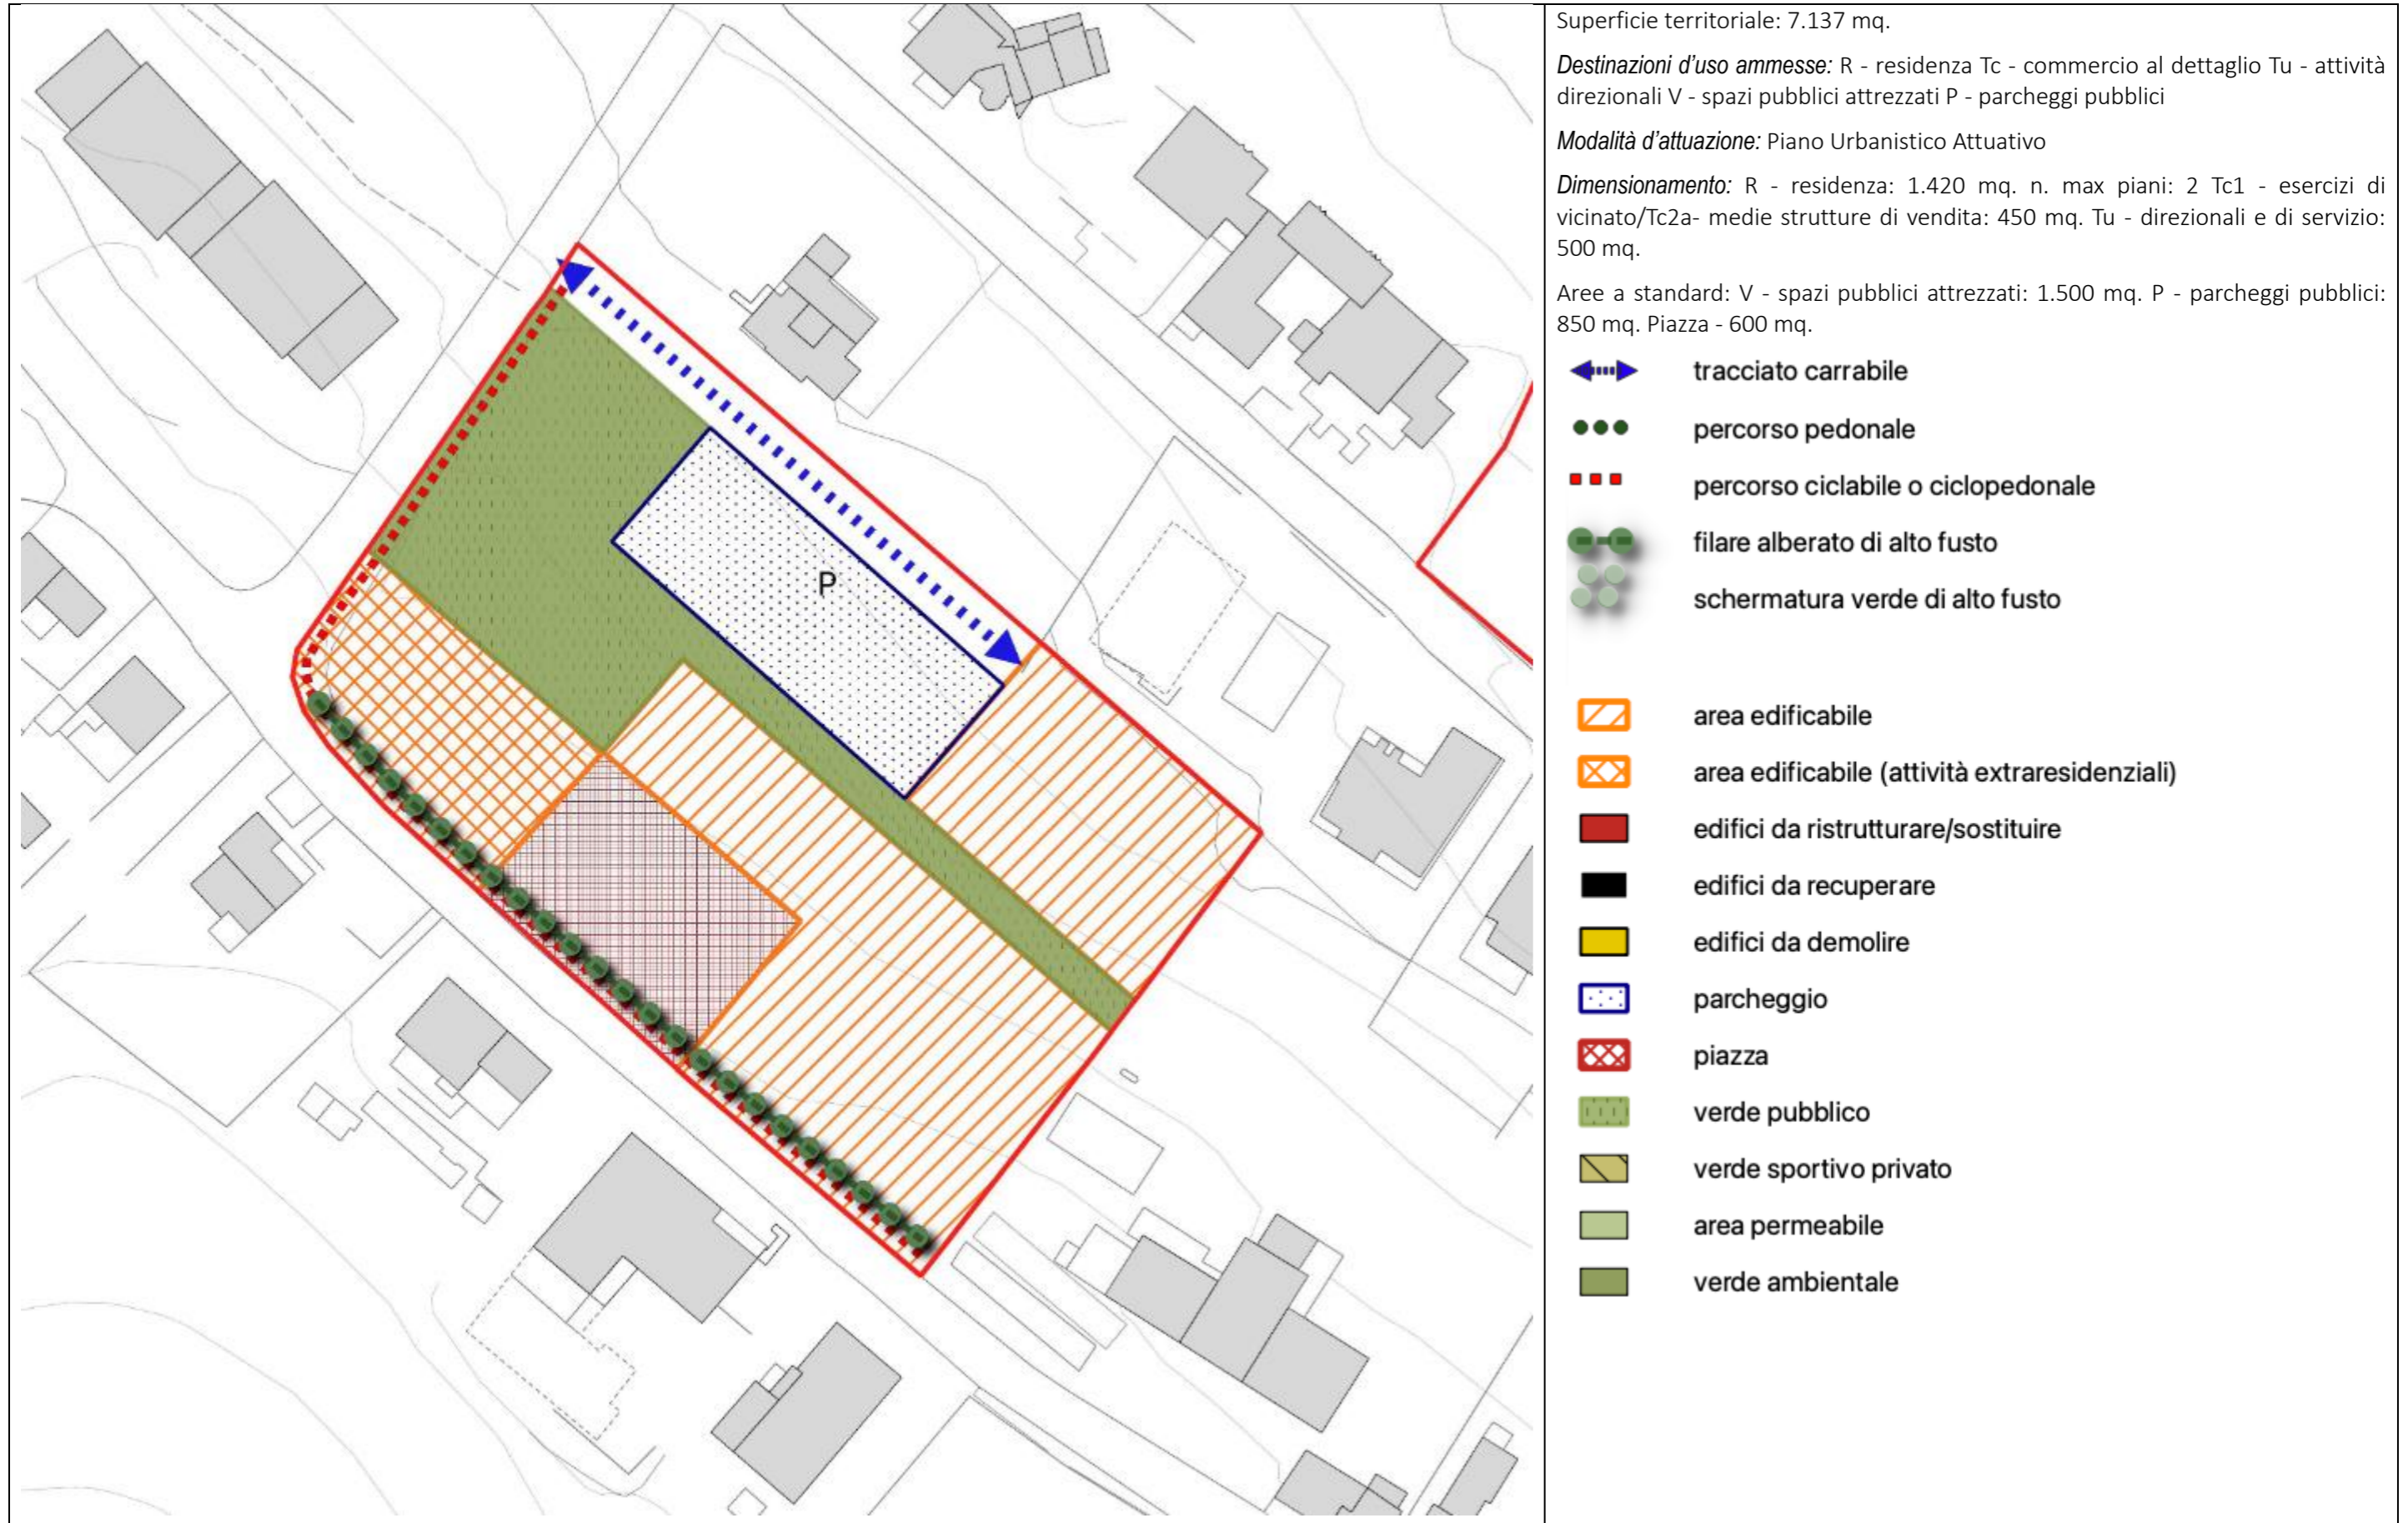 Superficie territoriale: 7.137 mq.
Destinazioni d'uso ammesse: R - residenza Tc - commercio al dettaglio Tu - attività
direzionali V - spazi pubblici attrezzati P - parcheggi pubblici
Modalità d'attuazione: Piano Urbanistico Attuativo
Dimensionamento: R - residenza: 1.420 mq. n. max piani: 2 Tc1 - esercizi di
vicinato/Tc2a- medie strutture di vendita: 450 mq. Tu - direzionali e di servizio:
500 mq.
Aree a standard: V - spazi pubblici attrezzati: 1.500 mq. P - parcheggi pubblici:
850 mq. Piazza - 600 mq.
tracciato carrabile
percorso pedonale
percorso ciclabile o ciclopedonale
filare alberato di alto fusto
schermatura verde di alto fusto
area edificabile
area edificabile (attività extraresidenziali)
edifici da ristrutturare/sostituire
edifici da recuperare
edifici da demolire
parcheggio
piazza
verde pubblico
verde sportivo privato
area permeabile
verde ambientale
P